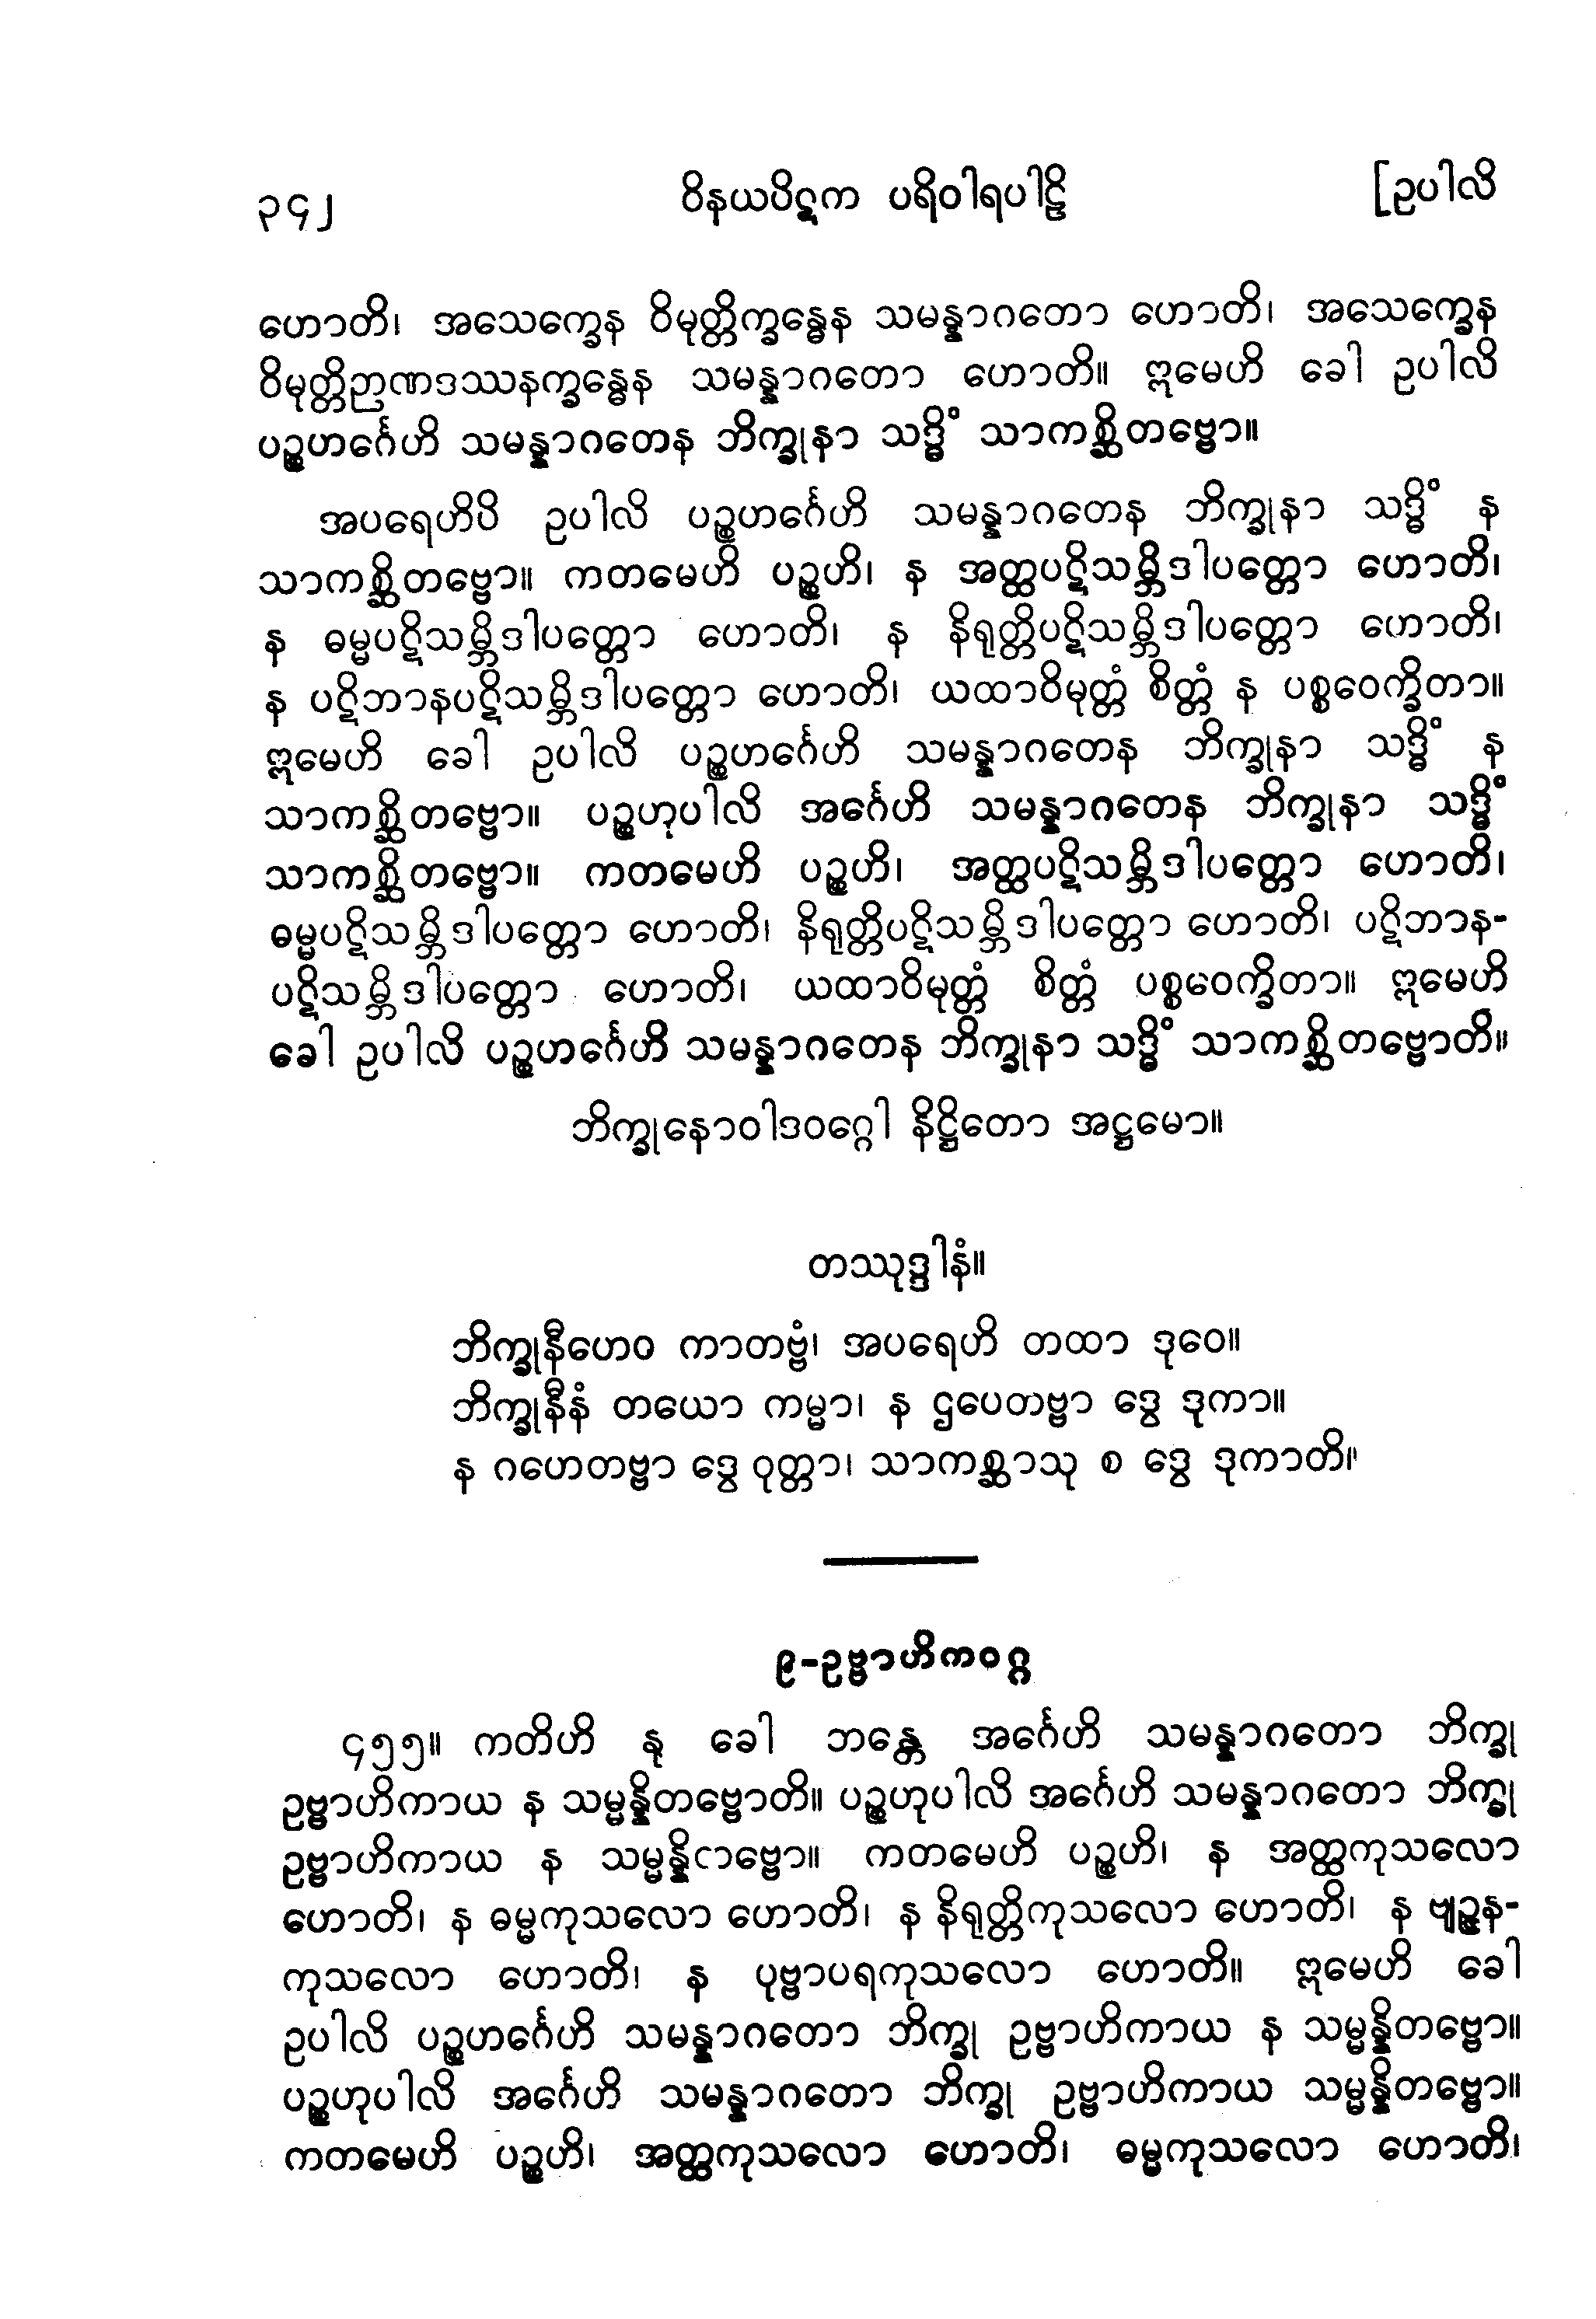 ၃၄၂ ဝိနယပိဋက ပရိဝါရပါဠိ [ဥပါလိ
ဟောတိ၊ အသေက္ခေန ဝိမုတ္တိက္ခန္ဓေန သမန္နာဂတော ဟောတိ၊ အသေက္ခေန
ဝိမုတ္တိဉာဏဒဿနက္ခန္ဓေန သမန္နာဂတော ဟောတိ။ ဣမေဟိ ခေါ ဥပါလိ
ပဉ္စဟင်္ဂေဟိ သမန္နာဂတေန ဘိက္ခုနာ သဒ္ဓိံ သာကစ္ဆိတဗ္ဗော။
အပရေဟိပိ ဥပါလိ ပဉ္စဟင်္ဂေဟိ သမန္နာဂတေန ဘိက္ခုနာ သဒ္ဓိံ န
သာကစ္ဆိတဗ္ဗော။ ကတမေဟိ ပဉ္စဟိ၊ န အတ္ထပဋိသမ္ဘိဒါပတ္တော ဟောတိ၊
န ဓမ္မပဋိသမ္ဘိဒါပတ္တော ဟောတိ၊ န နိရုတ္တိပဋိသမ္ဘိဒါပတ္တော ဟောတိ၊
န ပဋိဘာနပဋိသမ္ဘိဒါပတ္တော ဟောတိ၊ ယထာဝိမုတ္တံ စိတ္တံ န ပစ္စဝေက္ခိတာ။
ဣမေဟိ ခေါ ဥပါလိ ပဉ္စဟင်္ဂေဟိ သမန္နာဂတေန ဘိက္ခုနာ သဒ္ဓိံ န
သာကစ္ဆိတဗ္ဗော။ ပဉ္စဟုပါလိ အင်္ဂေဟိ သမန္နာဂတေန ဘိက္ခုနာ သဒ္ဓိံ
သာကစ္ဆိတဗ္ဗော။ ကတမေဟိ ပဉ္စဟိ၊ အတ္ထပဋိသမ္ဘိဒါပတ္တော ဟောတိ၊
ဓမ္မပဋိသမ္ဘိဒါပတ္တော ဟောတိ၊ နိရုတ္တိပဋိသမ္ဘိဒါပတ္တော ဟောတိ၊ ပဋိဘာန-
ပဋိသမ္ဘိဒါပတ္တော ဟောတိ၊ ယထာဝိမုတ္တံ စိတ္တံ ပစ္စဝေက္ခိတာ။ ဣမေဟိ
ခေါ ဥပါလိ ပဉ္စဟင်္ဂေဟိ သမန္နာဂတေန ဘိက္ခုနာ သဒ္ဓိံ သာကစ္ဆိတဗ္ဗောတိ။
ဘိက္ခုနောဝါဒဝဂ္ဂေါ နိဋ္ဌိတော အဋ္ဌမော။
တဿုဒ္ဒါနံ။
ဘိက္ခုနီဟေဝ ကာတဗ္ဗံ၊ အပရေဟိ တထာ ဒုဝေ။
ဘိက္ခုနီနံ တယော ကမ္မာ၊ န ဌပေတဗ္ဗာ ဒွေ ဒုကာ။
န ဂဟေတဗ္ဗာ ဒွေ ဝုတ္တာ၊ သာကစ္ဆာသု စ ဒွေ ဒုကာတိ။
၉-ဥဗ္ဗာဟိကဝဂ္ဂ
၄၅၅။ ကတိဟိ နု ခေါ ဘန္တေ အင်္ဂေဟိ သမန္နာဂတော ဘိက္ခု
ဥဗ္ဗာဟိကာယ န သမ္မန္နိတဗ္ဗောတိ။ ပဉ္စဟုပါလိ အင်္ဂေဟိ သမန္နာဂတော ဘိက္ခု
ဥဗ္ဗာဟိကာယ န သမ္မန္နိတဗ္ဗော။ ကတမေဟိ ပဉ္စဟိ၊ န အတ္ထကုသလော
ဟောတိ၊ န ဓမ္မကုသလော ဟောတိ၊ န နိရုတ္တိကုသလော ဟောတိ၊ န ဗျဉ္ဇန-
ကုသလော ဟောတိ၊ န ပုဗ္ဗာပရကုသလော ဟောတိ။ ဣမေဟိ ခေါ
ဥပါလိ ပဉ္စဟင်္ဂေဟိ သမန္နာဂတော ဘိက္ခု ဥဗ္ဗာဟိကာယ န သမ္မန္နိတဗ္ဗော။
ပဉ္စဟုပါလိ အင်္ဂေဟိ သမန္နာဂတော ဘိက္ခု ဥဗ္ဗာဟိကာယ သမ္မန္နိတဗ္ဗော။
ကတမေဟိ ပဉ္စဟိ၊ အတ္ထကုသလော ဟောတိ၊ ဓမ္မကုသလော ဟောတိ၊